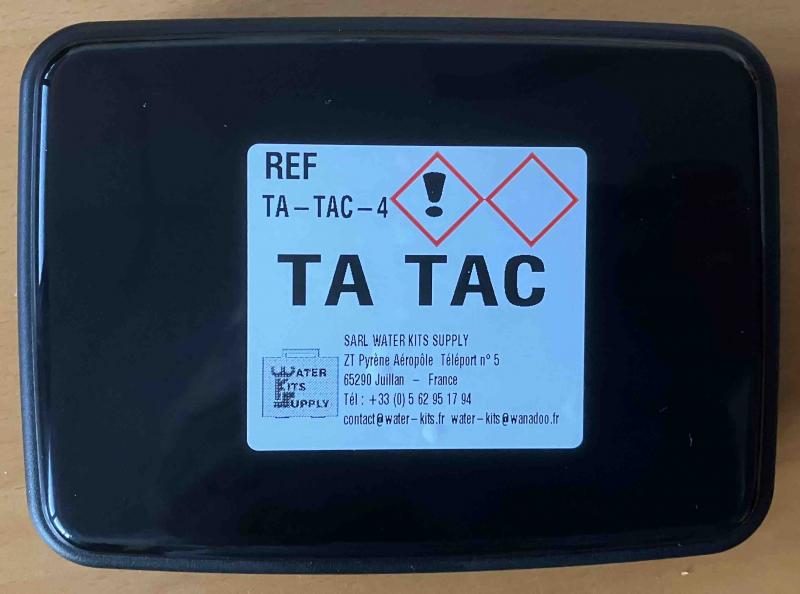 REF
TA-TAC-4
TA TAC
SARL WATER KITS SUPPLY
ZT Pyrène Aéropôle Téléport n° 5
65290 Juillan - France
Tél : +33 (0) 5 62 95 17 94
contact@water-kits.fr water-kits@wanadoo.fr
WATER
KITS
SUPPLY